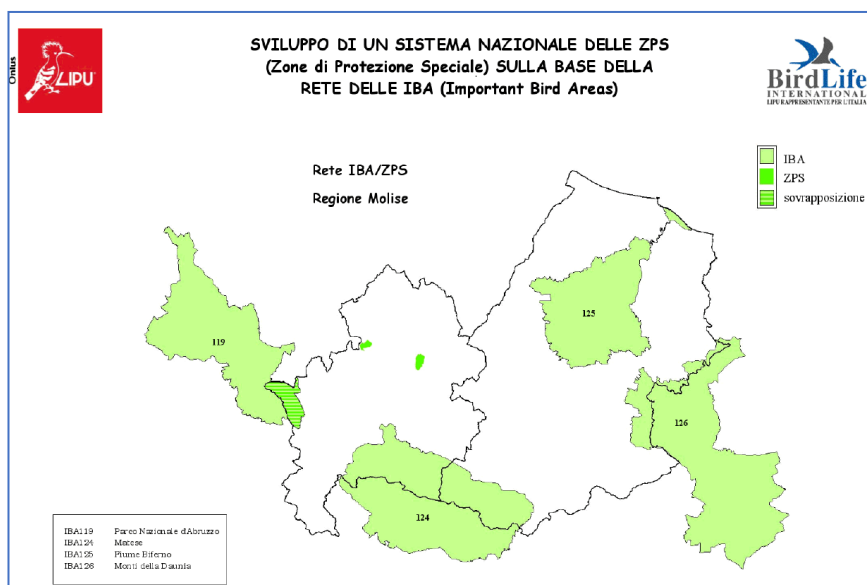 Onlus
LIPU
SVILUPPO DI UN SISTEMA NAZIONALE DELLE ZPS
(Zone di Protezione Speciale) SULLA BASE DELLA
RETE DELLE IBA (Important Bird Areas)
BirdLife
INTERNATIONAL
LIPU RAPPRESENTANTE PER L'ITALIA
Rete IBA/ZPS
Regione Molise
IBA
ZPS
sovrapposizione
119
125
126
124
IBA119 Parco Nazionale d'Abruzzo
IBA124 Matese
IBA125 Fiume Biferno
IBA126 Monti della Daunia